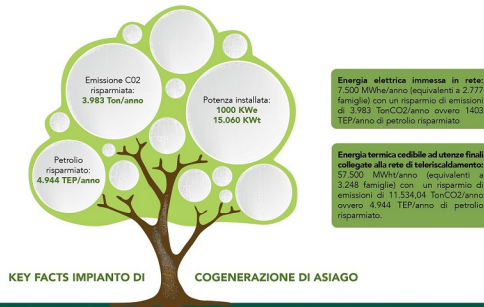 Emissione C02
risparmiata:
3.983 Ton/anno
Potenza installata:
1000 KWe
15.060 KWt
Petrolio
risparmiato:
4.944 TEP/anno
Energia elettrica immessa in rete:
7.500 MWhe/anno (equivalenti a 2.777
famiglie) con un risparmio di emissioni
di 3.983 TonCO2/anno ovvero 1403
TEP/anno di petrolio risparmiato
Energia termica cedibile ad utenze finali
collegate alla rete di teleriscaldamento:
57.500 MWHt/anno (equivalenti a
3.248 famiglie) con un risparmio di
emissioni di 11.534,04 TonCO2/anno
ovvero 4.944 TEP/anno di petrolio
risparmiato.
KEY FACTS IMPIANTO DI COGENERAZIONE DI ASIAGO